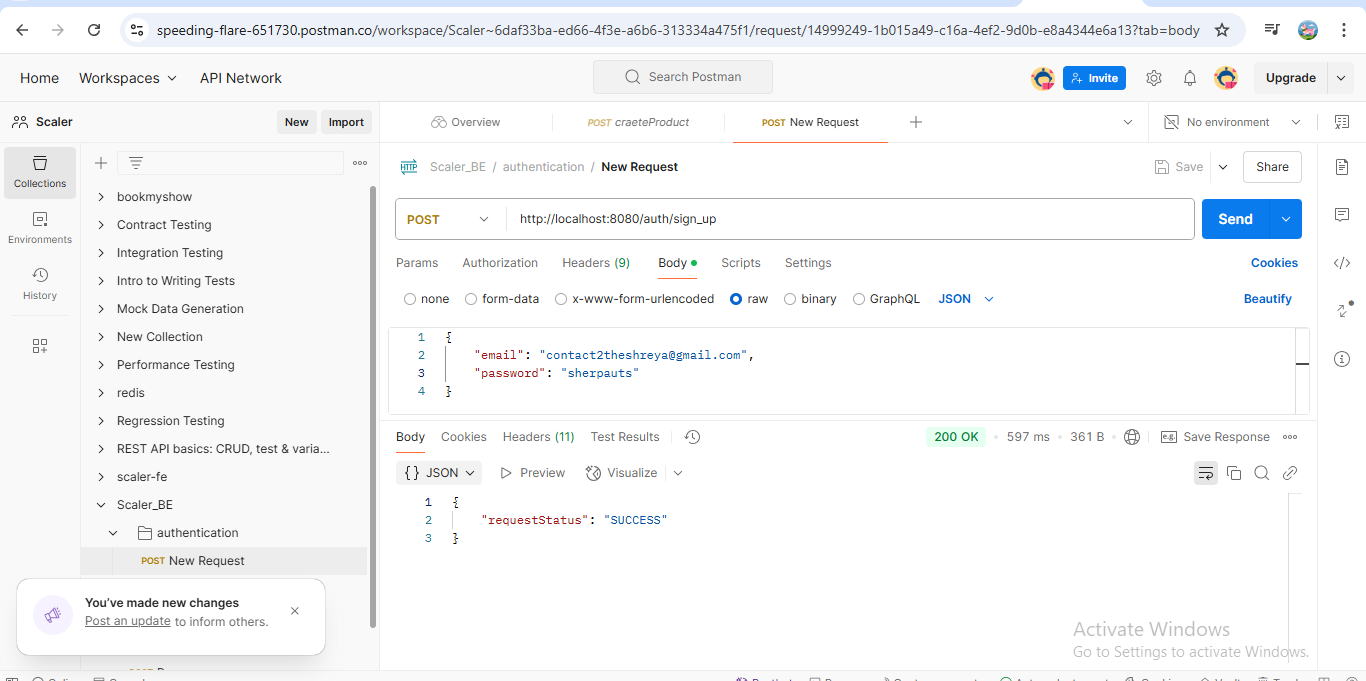 speeding-flare-651730.postman.co/workspace/Scaler~6daf33ba-ed66-4f3e-a6b6-313334a475f1/request/14999249-1b015a49-c16a-4ef2-9d0b-e8a4344e6a13?tab=body
Home Workspaces API Network Search Postman Invite Upgrade
Scaler New Import Overview POST craeteProduct POST New Request No environment
Collections
Environments
History
bookmyshow
Contract Testing
Integration Testing
Intro to Writing Tests
Mock Data Generation
New Collection
Performance Testing
redis
Regression Testing
REST API basics: CRUD, test & varia...
scaler-fe
Scaler_BE
authentication
POST New Request
You've made new changes
Post an update to inform others.
HTTP Scaler_BE / authentication / New Request Save Share
POST http://localhost:8080/auth/sign_up Send
Params Authorization Headers (9) Body Scripts Settings Cookies
none form-data x-www-form-urlencoded raw binary GraphQL JSON Beautify
1 {
2 "email": "contact2theshreya@gmail.com",
3 "password": "sherpauts"
4 }
Body Cookies Headers (11) Test Results 200 OK 597 ms 361 B e.g. Save Response
{} JSON Preview Visualize
1 {
2 "requestStatus": "SUCCESS"
3 }
Activate Windows
Go to Settings to activate Windows.